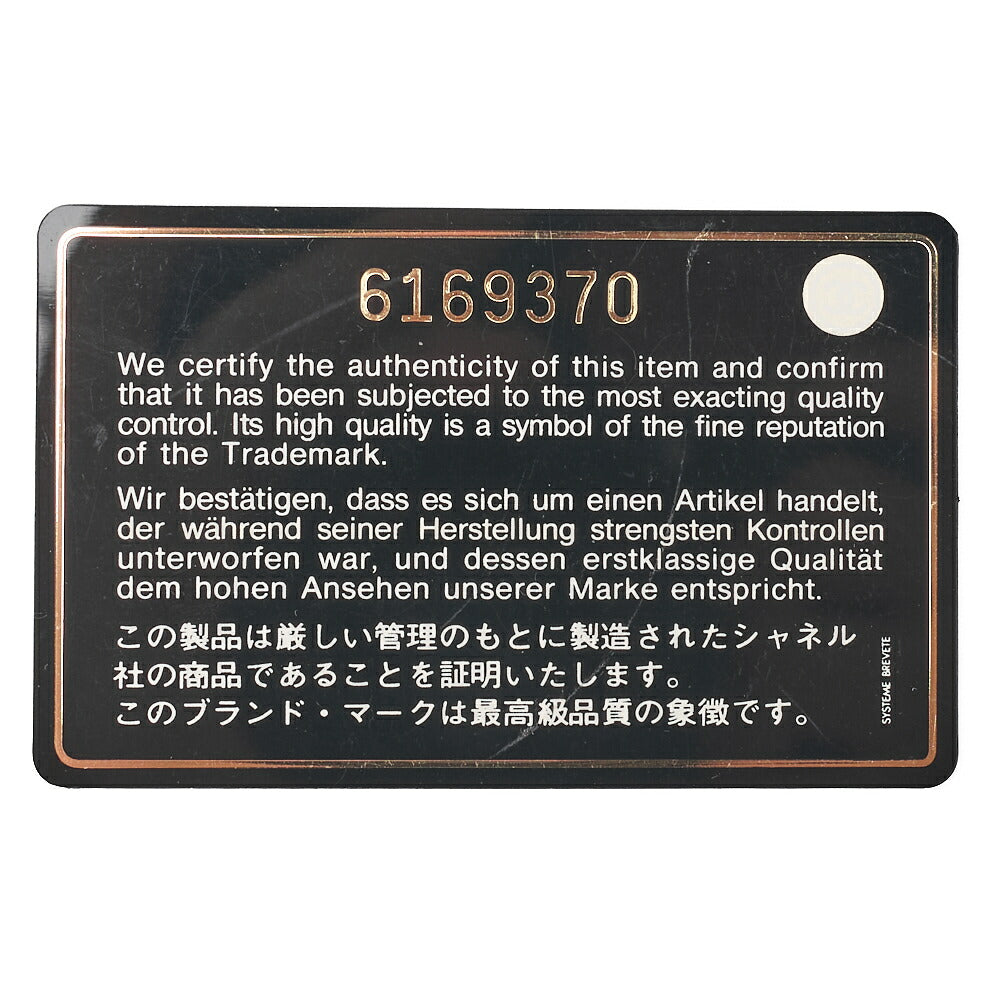 6169370
We certify the authenticity of this item and confirm
that it has been subjected to the most exacting quality
control. Its high quality is a symbol of the fine reputation
of the Trademark.
Wir bestätigen, dass es sich um einen Artikel handelt,
der während seiner Herstellung strengsten Kontrollen
unterworfen war, und dessen erstklassige Qualität
dem hohen Ansehen unserer Marke entspricht.
この製品は厳しい管理のもとに製造されたシャネル
社の商品であることを証明いたします。
このブランド・マークは最高級品質の象徴です。
SYSTEME BREVETE